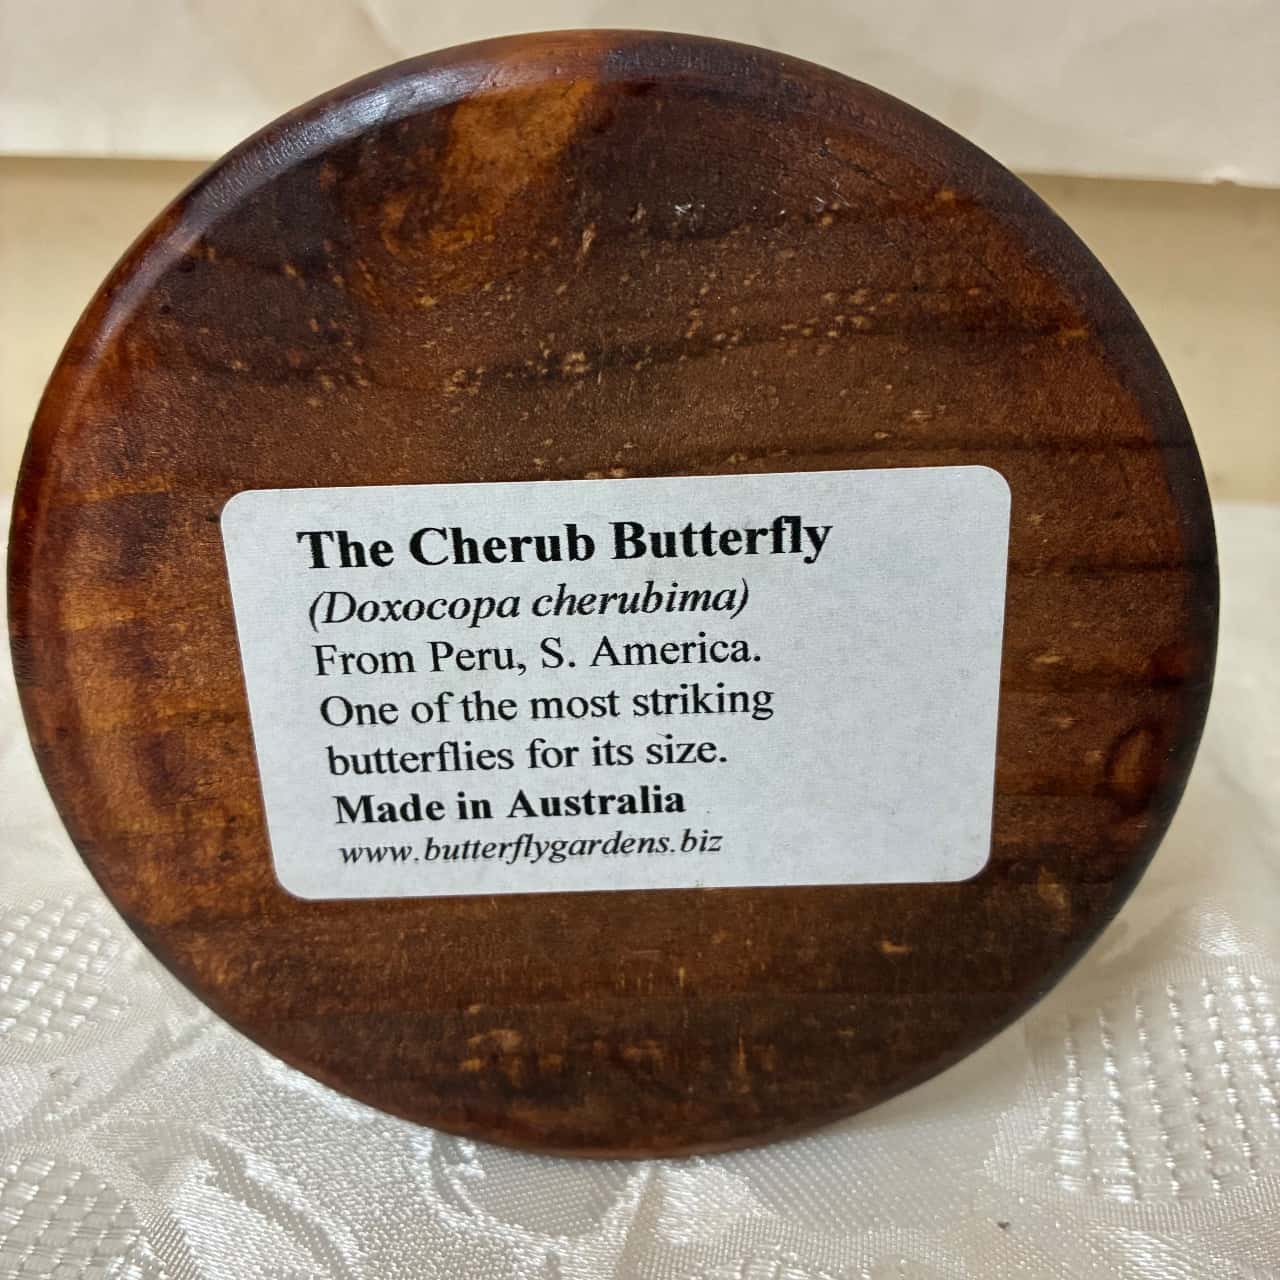 The Cherub Butterfly
(Doxocopa cherubima)
From Peru, S. America.
One of the most striking
butterflies for its size.
Made in Australia
www.butterflygardens.biz